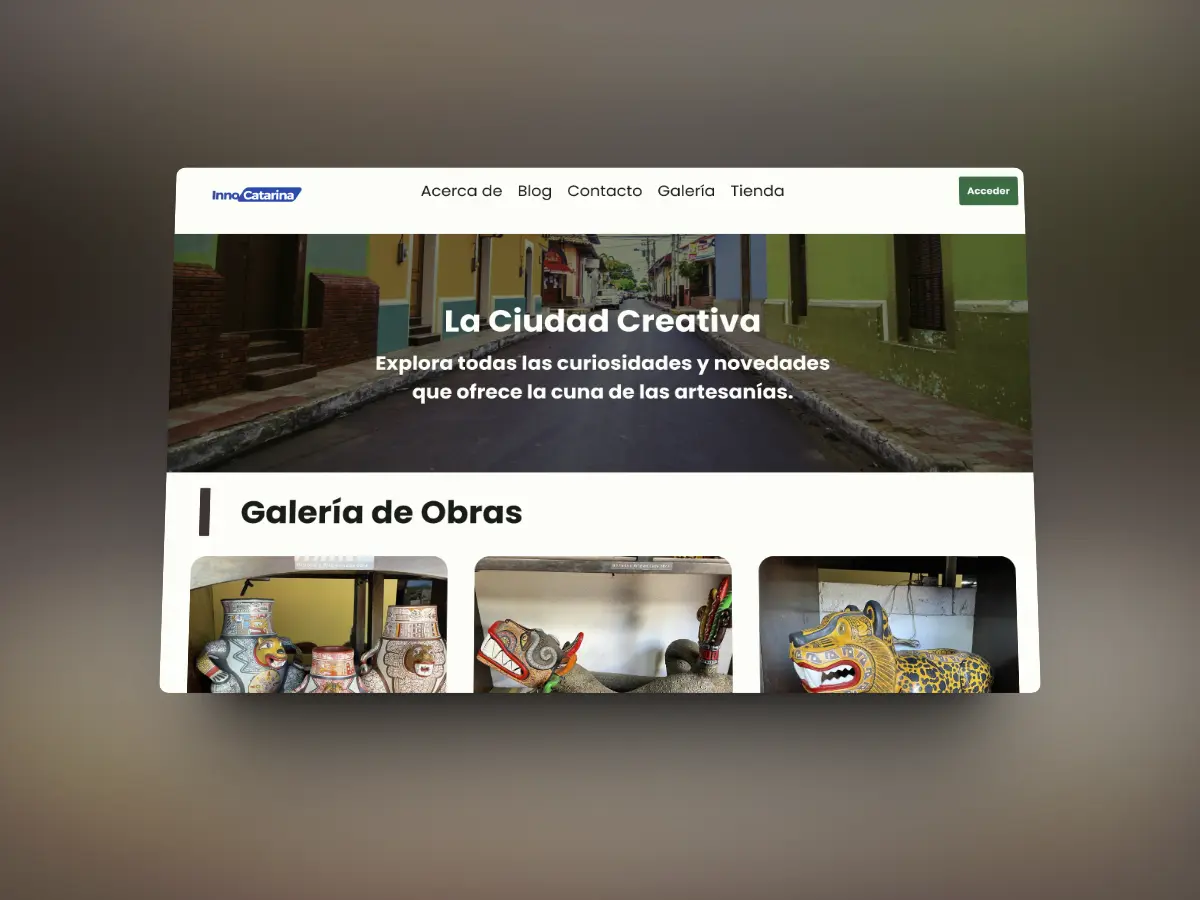 InnoCatarina
Acerca de Blog Contacto Galería Tienda
Acceder
La Ciudad Creativa
Explora todas las curiosidades y novedades
que ofrece la cuna de las artesanías.
Galería de Obras